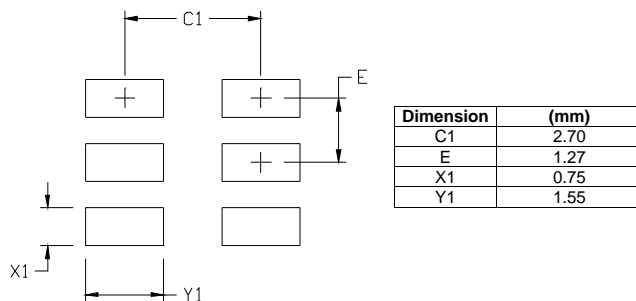 C1
E
X1
Y1
Dimension (mm)
C1 2.70
E 1.27
X1 0.75
Y1 1.55